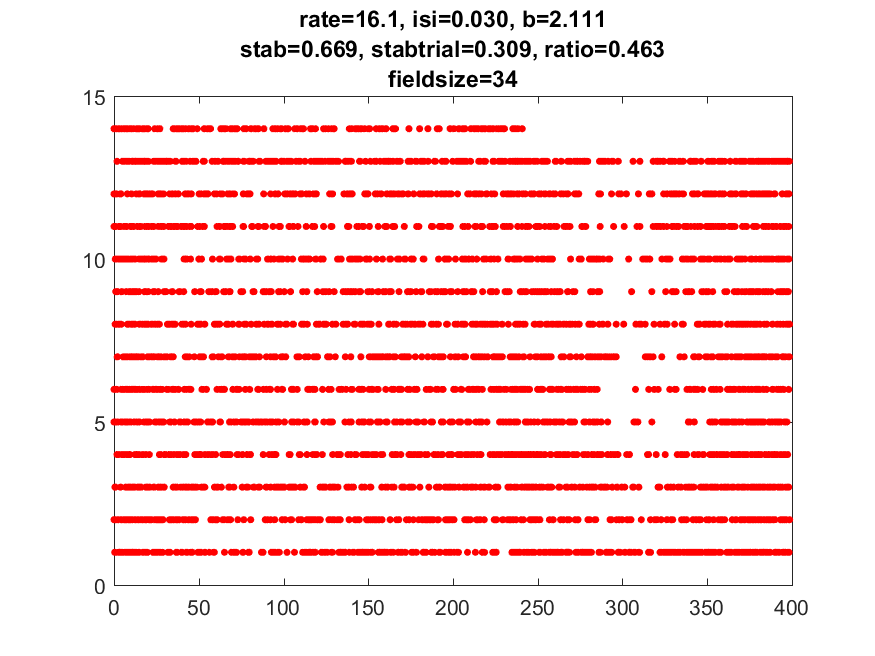 rate=16.1, isi=0.030, b=2.111
stab=0.669, stabtrial=0.309, ratio=0.463
fieldsize=34
15
10
5
0
0 50 100 150 200 250 300 350 400